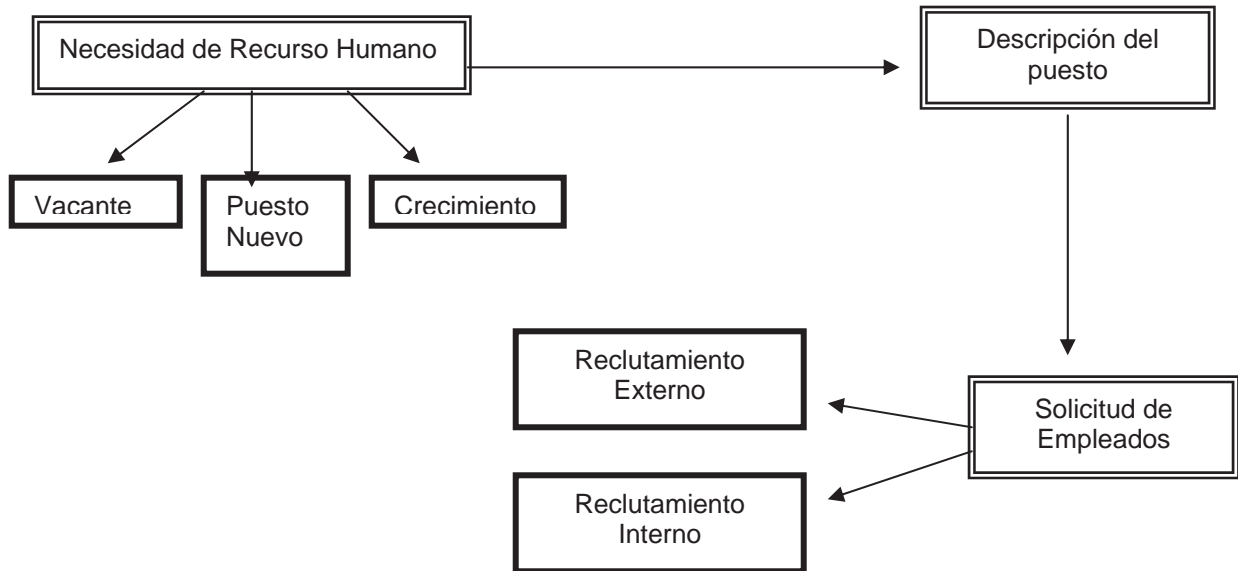 Necesidad de Recurso Humano
Descripción del
puesto
Vacante
Puesto
Nuevo
Crecimiento
Reclutamiento
Externo
Solicitud de
Empleados
Reclutamiento
Interno